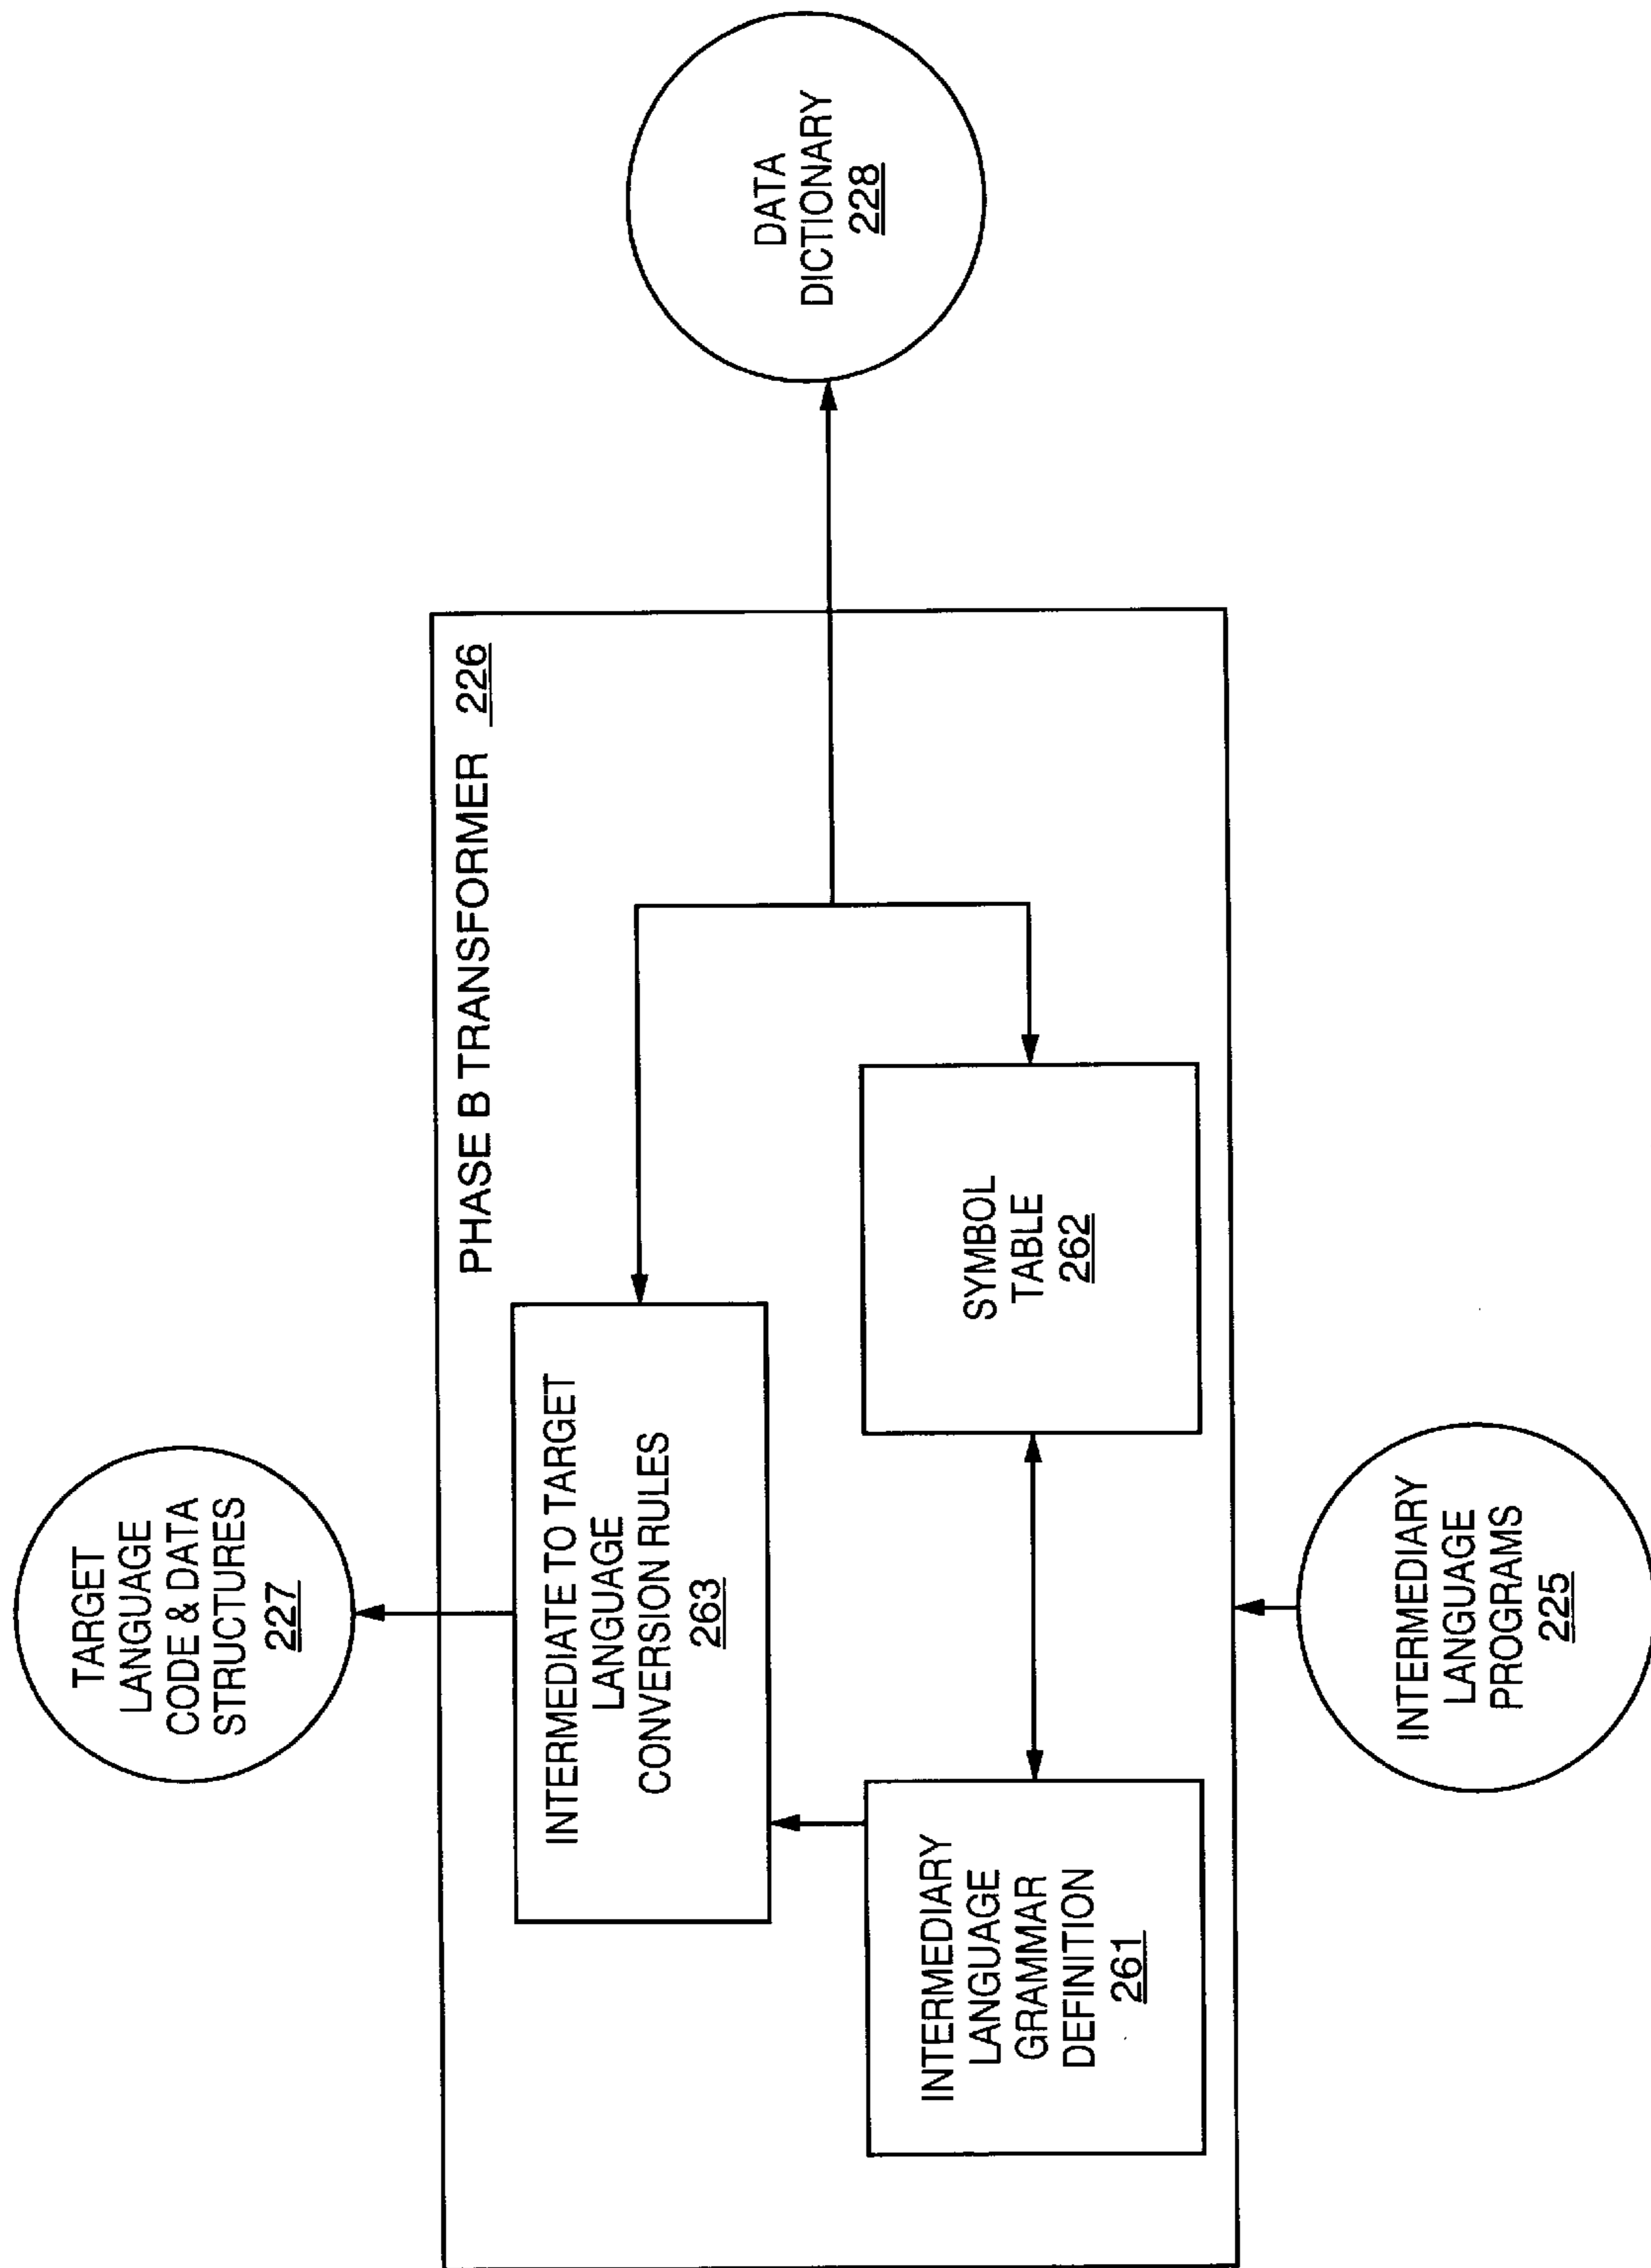 TARGET
LANGUAGE
CODE & DATA
STRUCTURES
227
PHASE B TRANSFORMER 226
INTERMEDIATE TO TARGET
LANGUAGE
CONVERSION RULES
263
INTERMEDIARY
LANGUAGE
GRAMMAR
DEFINITION
261
SYMBOL
TABLE
262
DATA
DICTIONARY
228
INTERMEDIARY
LANGUAGE
PROGRAMS
225